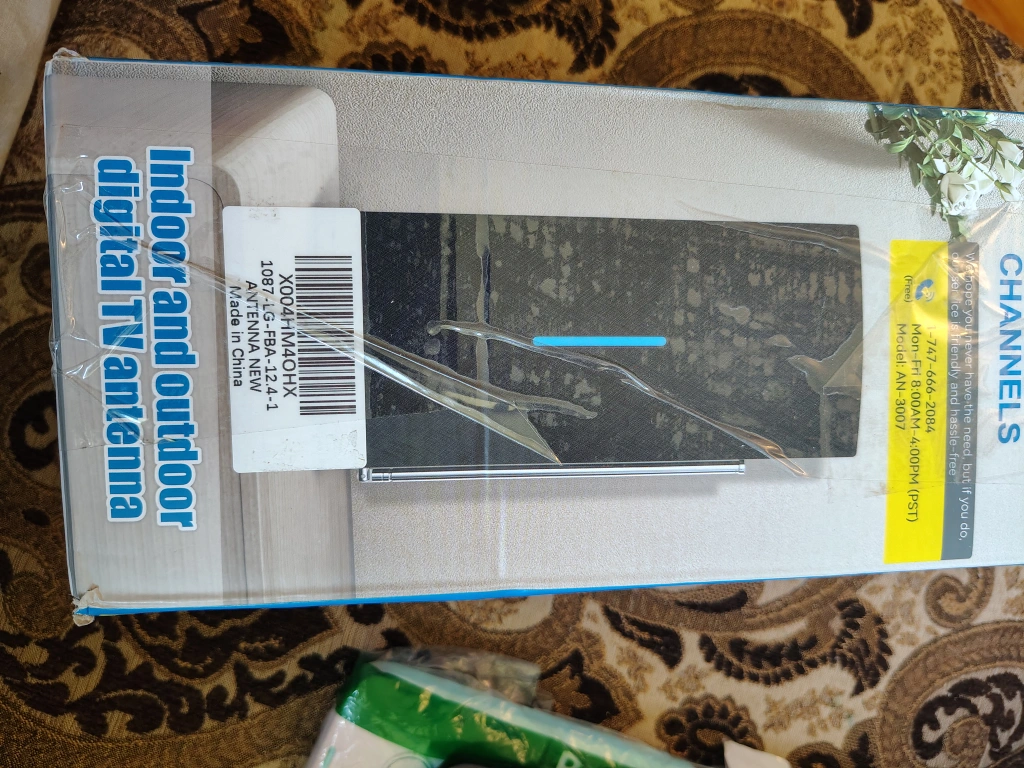 CHANNELS
We hope you never have the need, but if you do,
our service is friendly and hassle-free
1-747-666-2084
(Free)
Mon-Fri 8:00AM-4:00PM (PST)
Model: AN-3007
X004HM4OHX
1087-LG-FBA-12.4-1
ANTENNA NEW
Made in China
Indoor and outdoor
digital TV antenna